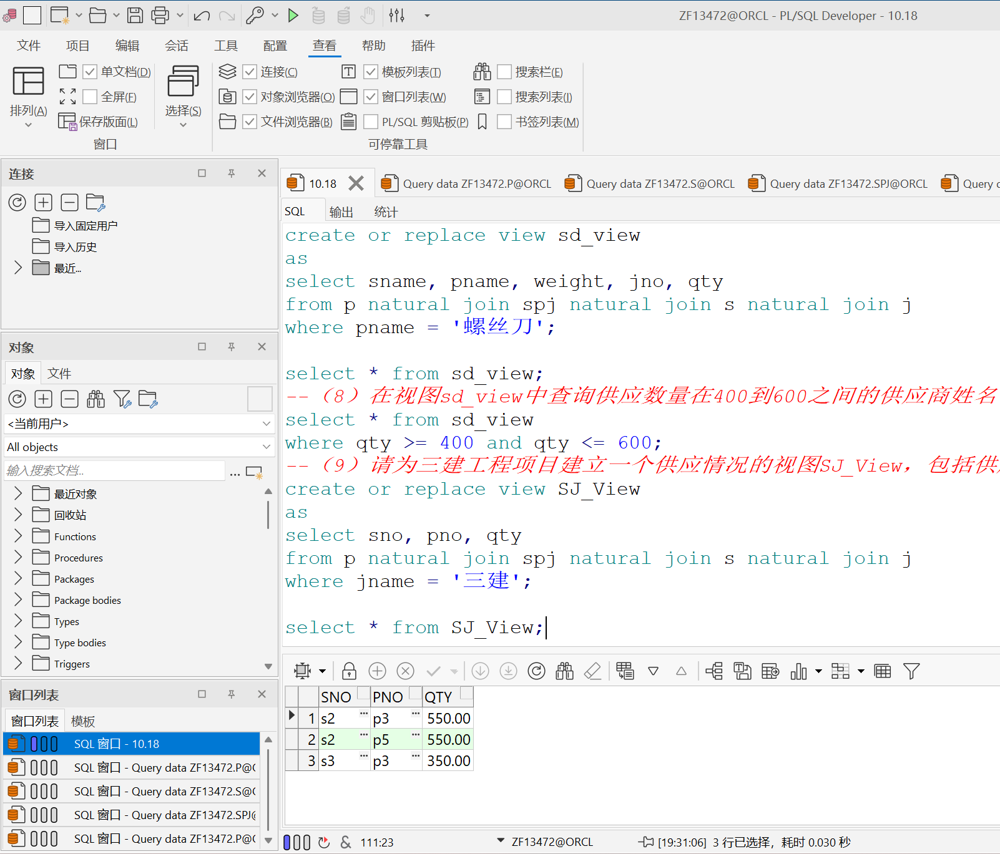 ZF13472@ORCL - PL/SQL Developer - 10.18
文件 项目 编辑 会话 工具 配置 查看 帮助 插件
排列(A)
单文档(D)
全屏(F)
保存版面(L)
窗口
选择(S)
连接(C)
对象浏览器(O)
文件浏览器(B)
模板列表(T)
窗口列表(W)
PL/SQL 剪贴板(P)
搜索栏(E)
搜索列表(I)
书签列表(M)
可停靠工具
连接
导入固定用户
导入历史
最近...
对象
对象 文件
<当前用户>
All objects
输入搜索文档...
最近对象
回收站
Functions
Procedures
Packages
Package bodies
Types
Type bodies
Triggers
窗口列表
窗口列表 模板
SQL 窗口 - 10.18
SQL 窗口 - Query data ZF13472.P@
SQL 窗口 - Query data ZF13472.S@
SQL 窗口 - Query data ZF13472.SPJ@
SQL 窗口 - Query data ZF13472.P@
10.18 Query data ZF13472.P@ORCL Query data ZF13472.S@ORCL Query data ZF13472.SPJ@ORCL Query
SQL 输出 统计
create or replace view sd_view
as
select sname, pname, weight, jno, qty
from p natural join spj natural join s natural join j
where pname = '螺丝刀';
select * from sd_view;
--（8）在视图sd_view中查询供应数量在400到600之间的供应商姓名
select * from sd_view
where qty >= 400 and qty <= 600;
--（9）请为三建工程项目建立一个供应情况的视图SJ_View，包括供
create or replace view SJ_View
as
select sno, pno, qty
from p natural join spj natural join s natural join j
where jname = '三建';
select * from SJ_View;
SNO PNO QTY
1 s2 ... p3 ... 550.00
2 s2 ... p5 ... 550.00
3 s3 ... p3 ... 350.00
& 111:23 ZF13472@ORCL [19:31:06] 3 行已选择，耗时 0.030 秒